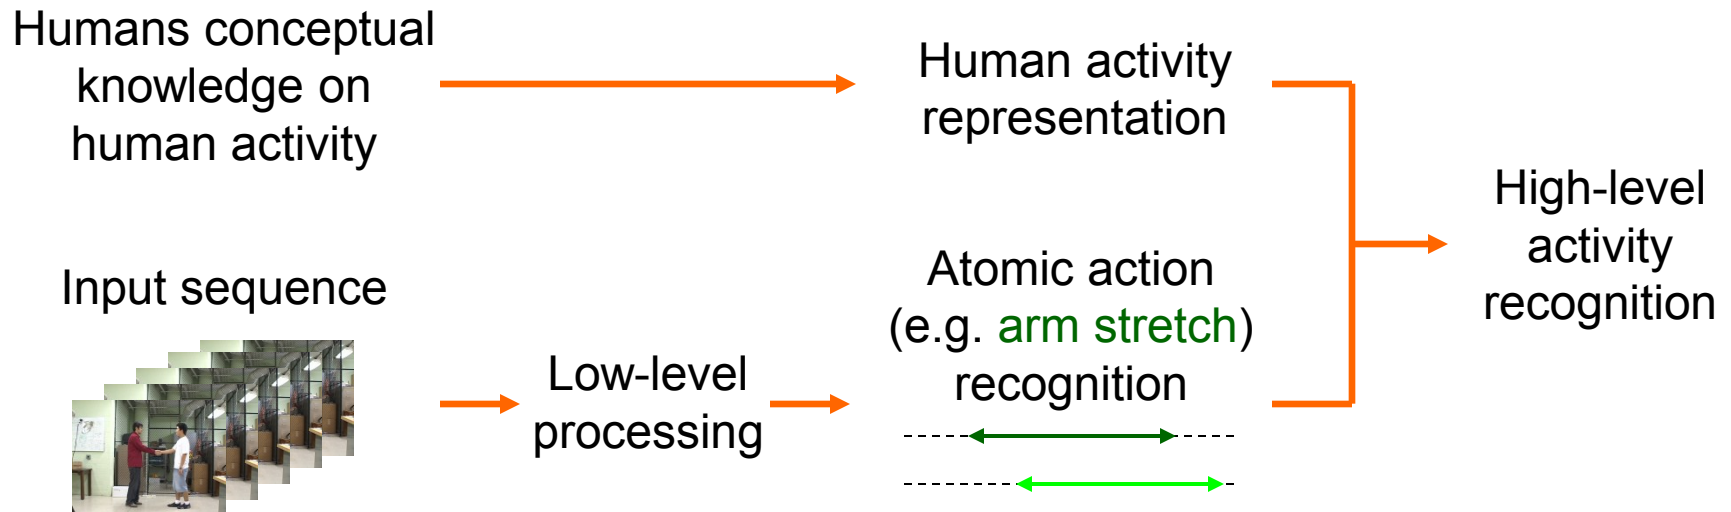 Humans conceptual
knowledge on
human activity
Human activity
representation
High-level
activity
recognition
Input sequence
Low-level
processing
Atomic action
(e.g. arm stretch)
recognition